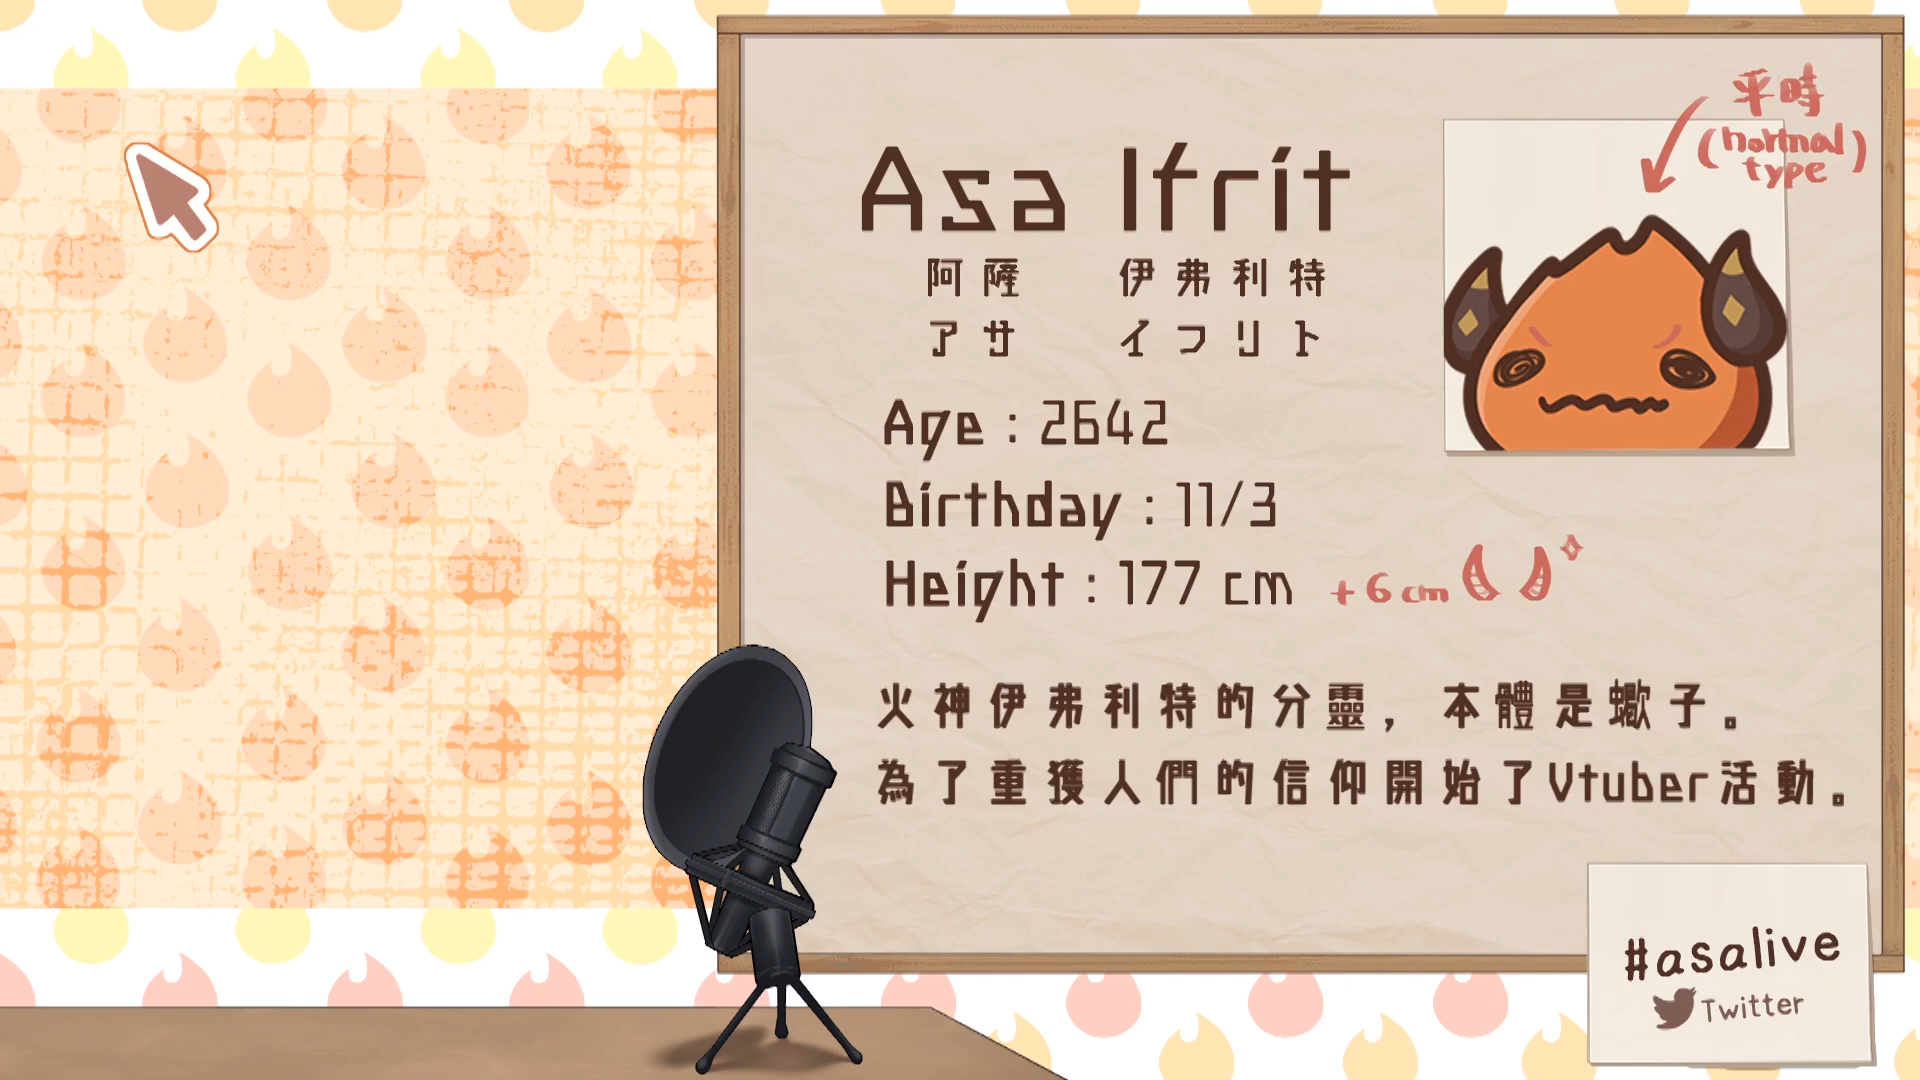 平時
(normal
type)
Asa Ifrit
阿薩 伊弗利特
アサ イフリト
Age : 2642
Birthday : 11/3
Height : 177 cm +6cm
火神伊弗利特的分靈，本體是蠍子。
為了重獲人們的信仰開始了Vtuber活動。
#asalive
Twitter